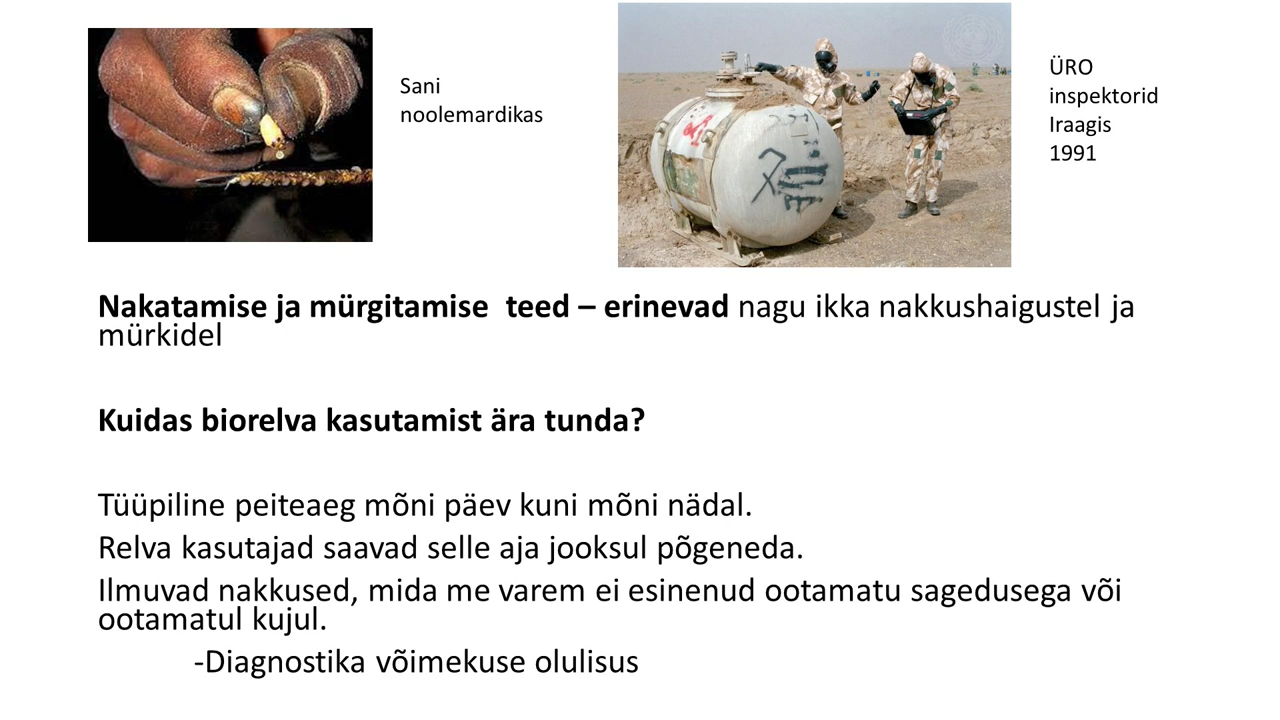 Sani
noolemardikas
ÜRO
inspektorid
Iraagis
1991
Nakatamise ja mürgitamise  teed – erinevad nagu ikka nakkushaigustel ja
mürkidel
Kuidas biorelva kasutamist ära tunda?
Tüüpiline peiteaeg mõni päev kuni mõni nädal.
Relva kasutajad saavad selle aja jooksul põgeneda.
Ilmuvad nakkused, mida me varem ei esinenud ootamatu sagedusega või
ootamatul kujul.
-Diagnostika võimekuse olulisus